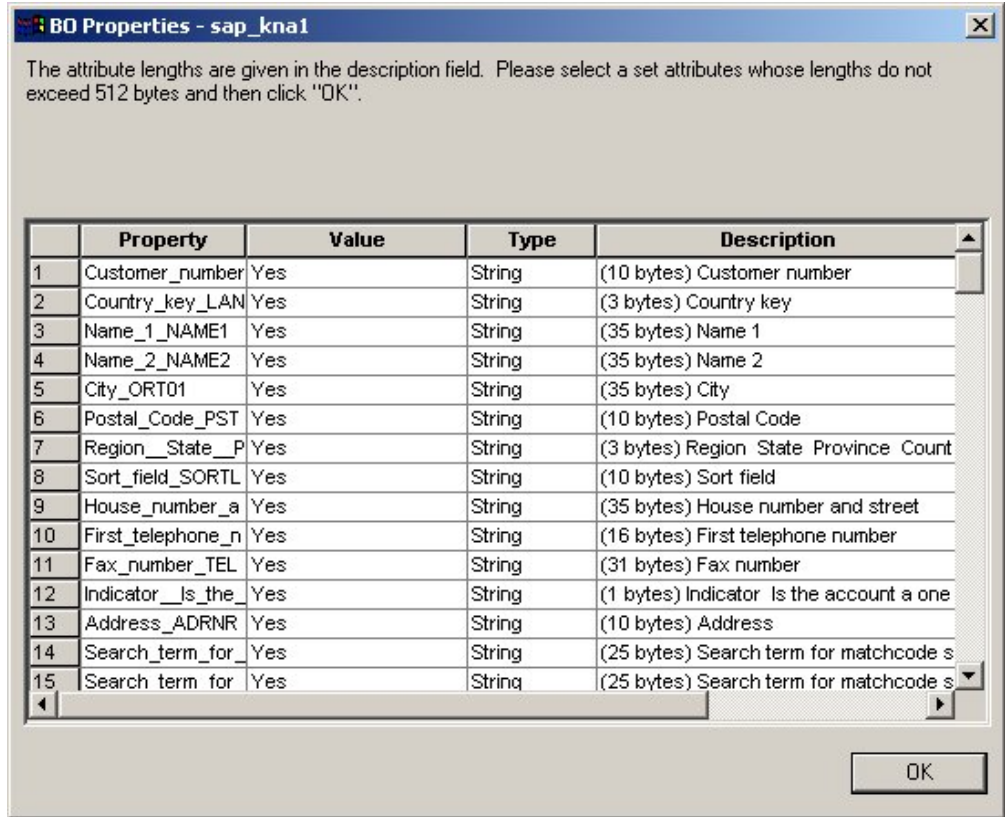 BO Properties - sap_kna1
The attribute lengths are given in the description field. Please select a set attributes whose lengths do not
exceed 512 bytes and then click "OK".
Property Value Type Description
1 Customer_number Yes String (10 bytes) Customer number
2 Country_key_LAN Yes String (3 bytes) Country key
3 Name_1_NAME1 Yes String (35 bytes) Name 1
4 Name_2_NAME2 Yes String (35 bytes) Name 2
5 City_ORT01 Yes String (35 bytes) City
6 Postal_Code_PST Yes String (10 bytes) Postal Code
7 Region__State__P Yes String (3 bytes) Region State Province Count
8 Sort_field_SORTL Yes String (10 bytes) Sort field
9 House_number_a Yes String (35 bytes) House number and street
10 First_telephone_n Yes String (16 bytes) First telephone number
11 Fax_number_TEL Yes String (31 bytes) Fax number
12 Indicator__Is_the_ Yes String (1 bytes) Indicator Is the account a one
13 Address_ADRNR Yes String (10 bytes) Address
14 Search_term_for_ Yes String (25 bytes) Search term for matchcode s
15 Search_term_for_ Yes String (25 bytes) Search term for matchcode s
OK